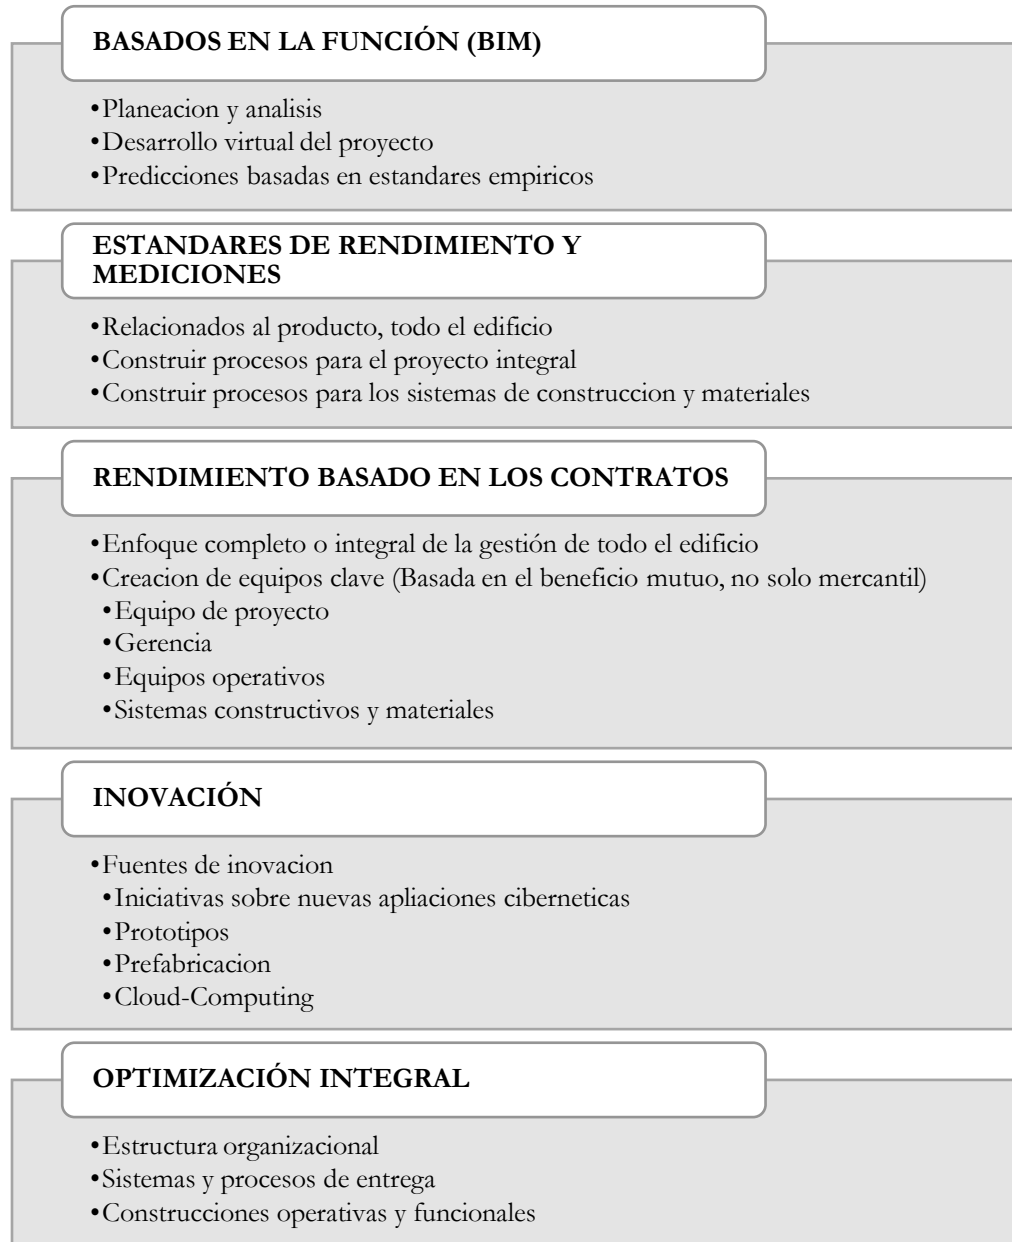 BASADOS EN LA FUNCIÓN (BIM)
•Planeacion y analisis
•Desarrollo virtual del proyecto
•Predicciones basadas en estandares empiricos
ESTANDARES DE RENDIMIENTO Y
MEDICIONES
•Relacionados al producto, todo el edificio
•Construir procesos para el proyecto integral
•Construir procesos para los sistemas de construccion y materiales
RENDIMIENTO BASADO EN LOS CONTRATOS
•Enfoque completo o integral de la gestión de todo el edificio
•Creacion de equipos clave (Basada en el beneficio mutuo, no solo mercantil)
•Equipo de proyecto
•Gerencia
•Equipos operativos
•Sistemas constructivos y materiales
INOVACIÓN
•Fuentes de inovacion
•Iniciativas sobre nuevas apliaciones ciberneticas
•Prototipos
•Prefabricacion
•Cloud-Computing
OPTIMIZACIÓN INTEGRAL
•Estructura organizacional
•Sistemas y procesos de entrega
•Construcciones operativas y funcionales